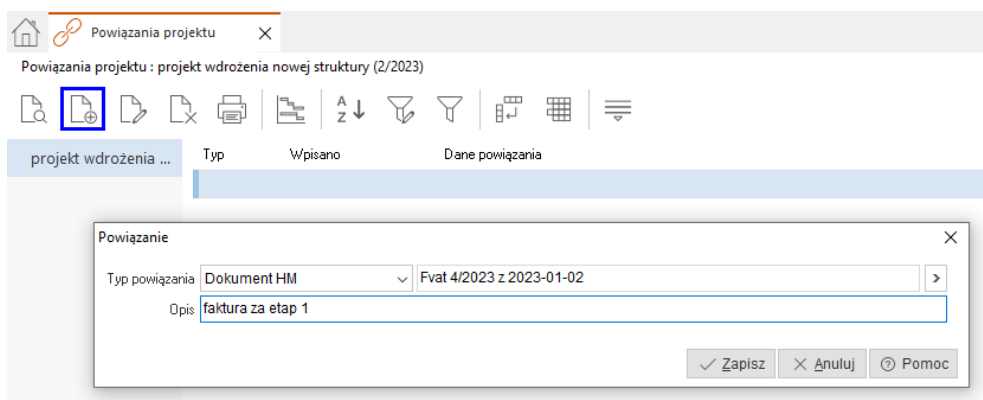 Powiązania projektu
Powiązania projektu : projekt wdrożenia nowej struktury (2/2023)
A
Z
projekt wdrożenia ...
Typ Wpisano Dane powiązania
Powiązanie
Typ powiązania Dokument HM Fvat 4/2023 z 2023-01-02
Opis faktura za etap 1
Zapisz Anuluj Pomoc